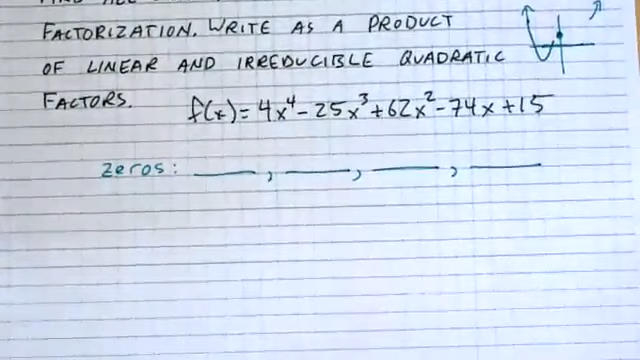 FACTORIZATION. WRITE AS A PRODUCT
OF LINEAR AND IRREDUCIBLE QUADRATIC
FACTORS. f(x) = 4x⁴ - 25x³ + 62x² - 74x + 15
zeros: ____, ____, ____, ____